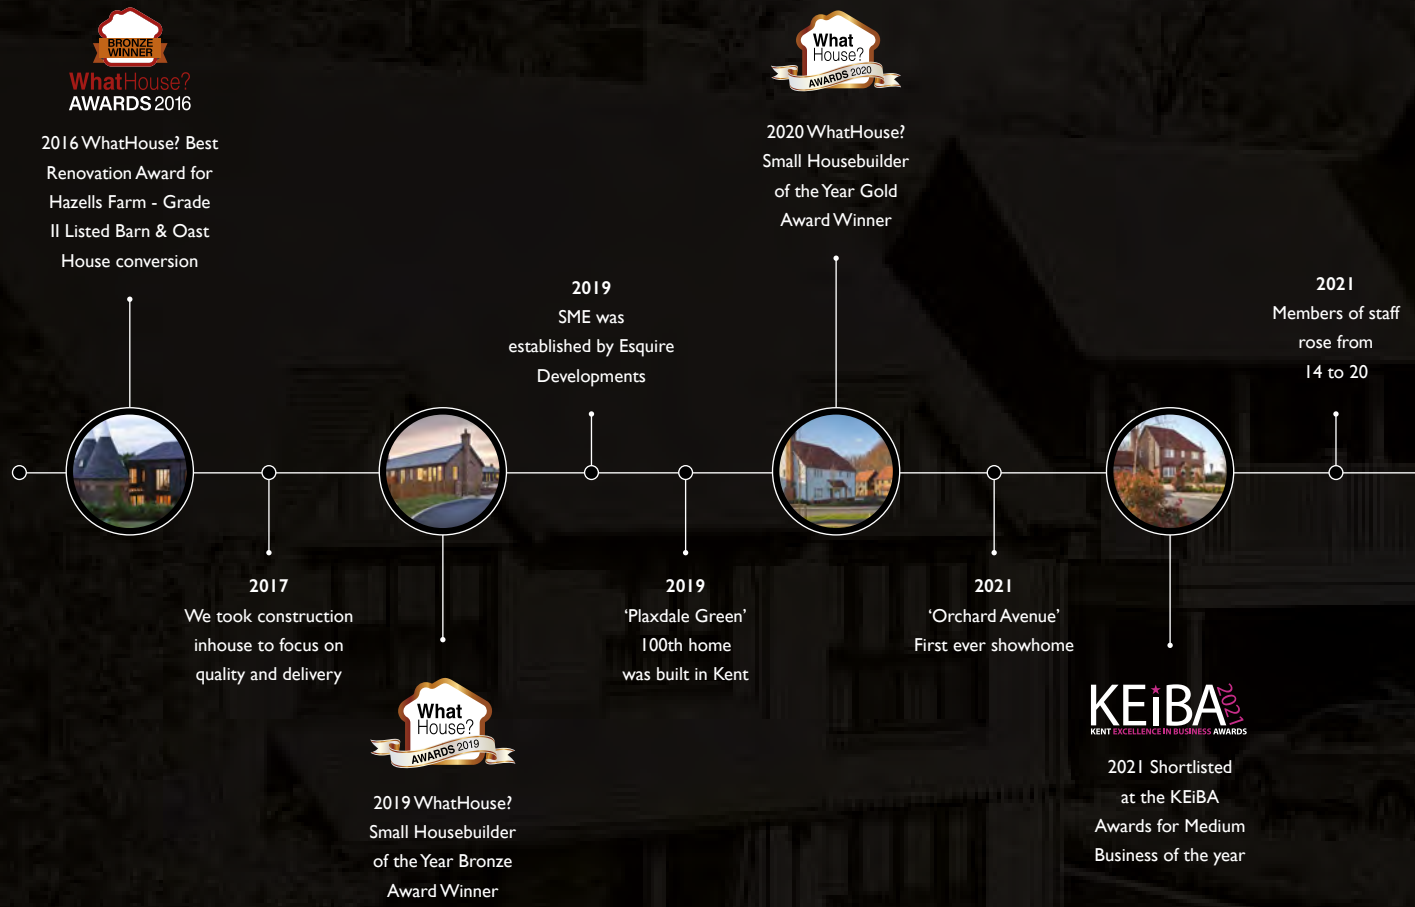 BRONZE
WINNER
WhatHouse?
AWARDS 2016
2016 WhatHouse? Best
Renovation Award for
Hazells Farm - Grade
II Listed Barn & Oast
House conversion
2017
We took construction
inhouse to focus on
quality and delivery
What
House?
AWARDS 2019
2019 WhatHouse?
Small Housebuilder
of the Year Bronze
Award Winner
2019
SME was
established by Esquire
Developments
2019
‘Plaxdale Green’
100th home
was built in Kent
What
House?
AWARDS 2020
2020 WhatHouse?
Small Housebuilder
of the Year Gold
Award Winner
2021
‘Orchard Avenue’
First ever showhome
KEiBA 2021
KENT EXCELLENCE IN BUSINESS AWARDS
2021 Shortlisted
at the KEiBA
Awards for Medium
Business of the year
2021
Members of staff
rose from
14 to 20